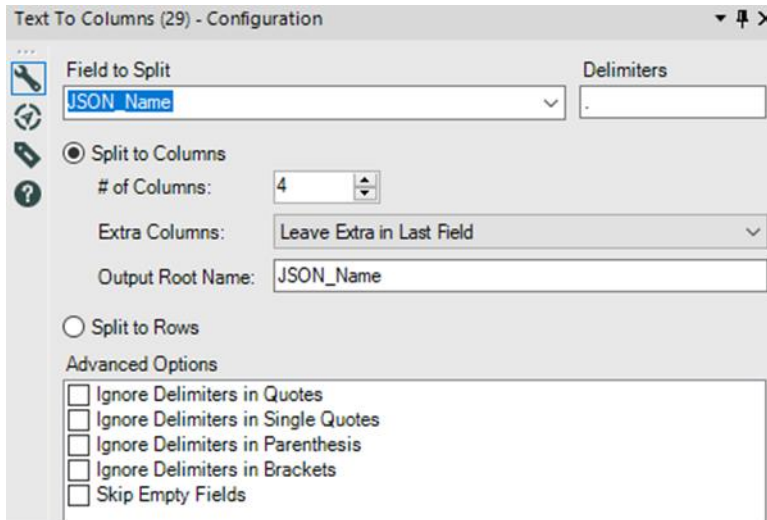 Text To Columns (29) - Configuration
Field to Split Delimiters
JSON_Name .
Split to Columns
# of Columns: 4
Extra Columns: Leave Extra in Last Field
Output Root Name: JSON_Name
Split to Rows
Advanced Options
Ignore Delimiters in Quotes
Ignore Delimiters in Single Quotes
Ignore Delimiters in Parenthesis
Ignore Delimiters in Brackets
Skip Empty Fields